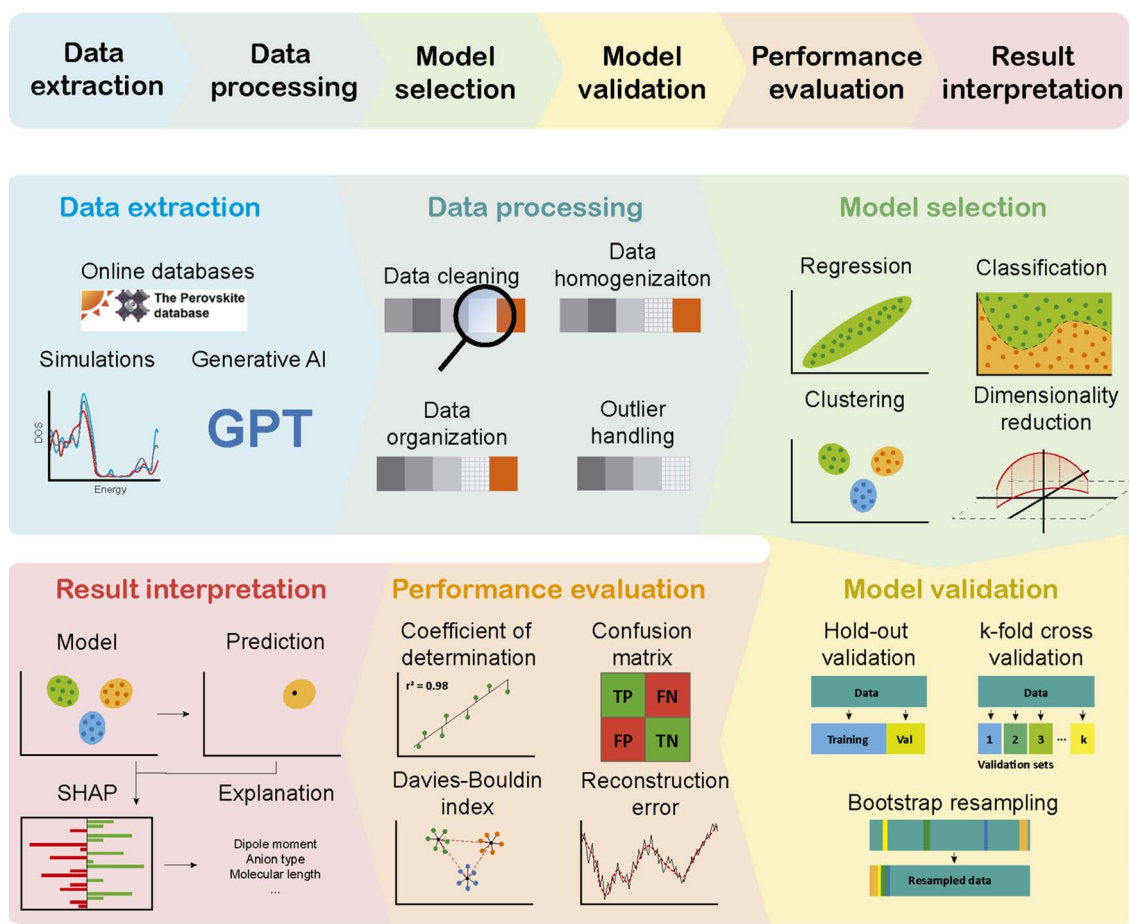 Data
extraction
Data
processing
Model
selection
Model
validation
Performance
evaluation
Result
interpretation
Data extraction
Online databases
The Perovskite
database
Simulations
DOS
Energy
Generative AI
GPT
Data processing
Data cleaning
Data
homogenizaiton
Data
organization
Outlier
handling
Model selection
Regression
Classification
Clustering
Dimensionality
reduction
Result interpretation
Model
Prediction
SHAP
Explanation
Dipole moment
Anion type
Molecular length
...
Performance evaluation
Coefficient of
determination
r² = 0.98
Confusion
matrix
TP FN
FP TN
Davies-Bouldin
index
Reconstruction
error
Model validation
Hold-out
validation
Data
Training Val
k-fold cross
validation
Data
1 2 3 ... k
Validation sets
Bootstrap resampling
Resampled data